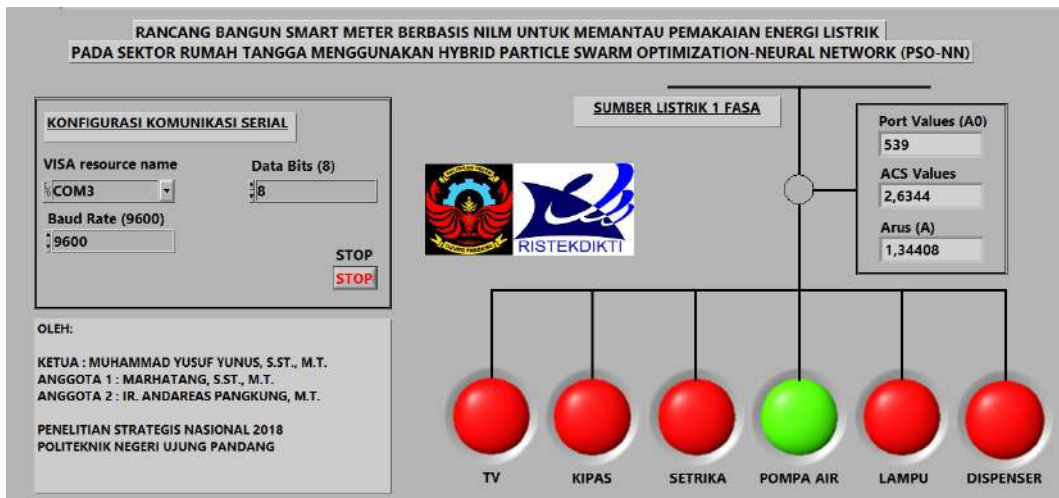 RANCANG BANGUN SMART METER BERBASIS NILM UNTUK MEMANTAU PEMAKAIAN ENERGI LISTRIK
PADA SEKTOR RUMAH TANGGA MENGGUNAKAN HYBRID PARTICLE SWARM OPTIMIZATION-NEURAL NETWORK (PSO-NN)
KONFIGURASI KOMUNIKASI SERIAL
VISA resource name
COM3
Data Bits (8)
8
Baud Rate (9600)
9600
STOP
STOP
OLEH:
KETUA : MUHAMMAD YUSUF YUNUS, S.ST., M.T.
ANGGOTA 1 : MARHATANG, S.ST., M.T.
ANGGOTA 2 : IR. ANDAREAS PANGKUNG, M.T.
PENELITIAN STRATEGIS NASIONAL 2018
POLITEKNIK NEGERI UJUNG PANDANG
RISTEKDIKTI
SUMBER LISTRIK 1 FASA
Port Values (A0)
539
ACS Values
2,6344
Arus (A)
1,34408
TV
KIPAS
SETRIKA
POMPA AIR
LAMPU
DISPENSER